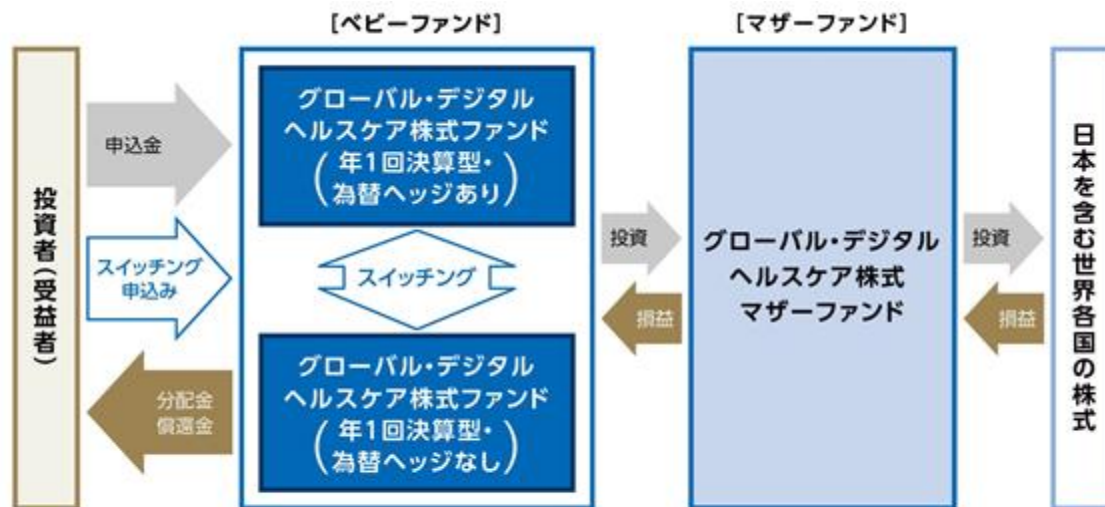 [ベビーファンド]
[マザーファンド]
投資者(受益者)
申込金
スイッチング
申込み
分配金
償還金
グローバル・デジタル
ヘルスケア株式ファンド
(年1回決算型・
為替ヘッジあり)
スイッチング
グローバル・デジタル
ヘルスケア株式ファンド
(年1回決算型・
為替ヘッジなし)
投資
損益
グローバル・デジタル
ヘルスケア株式
マザーファンド
投資
損益
日本を含む世界各国の株式